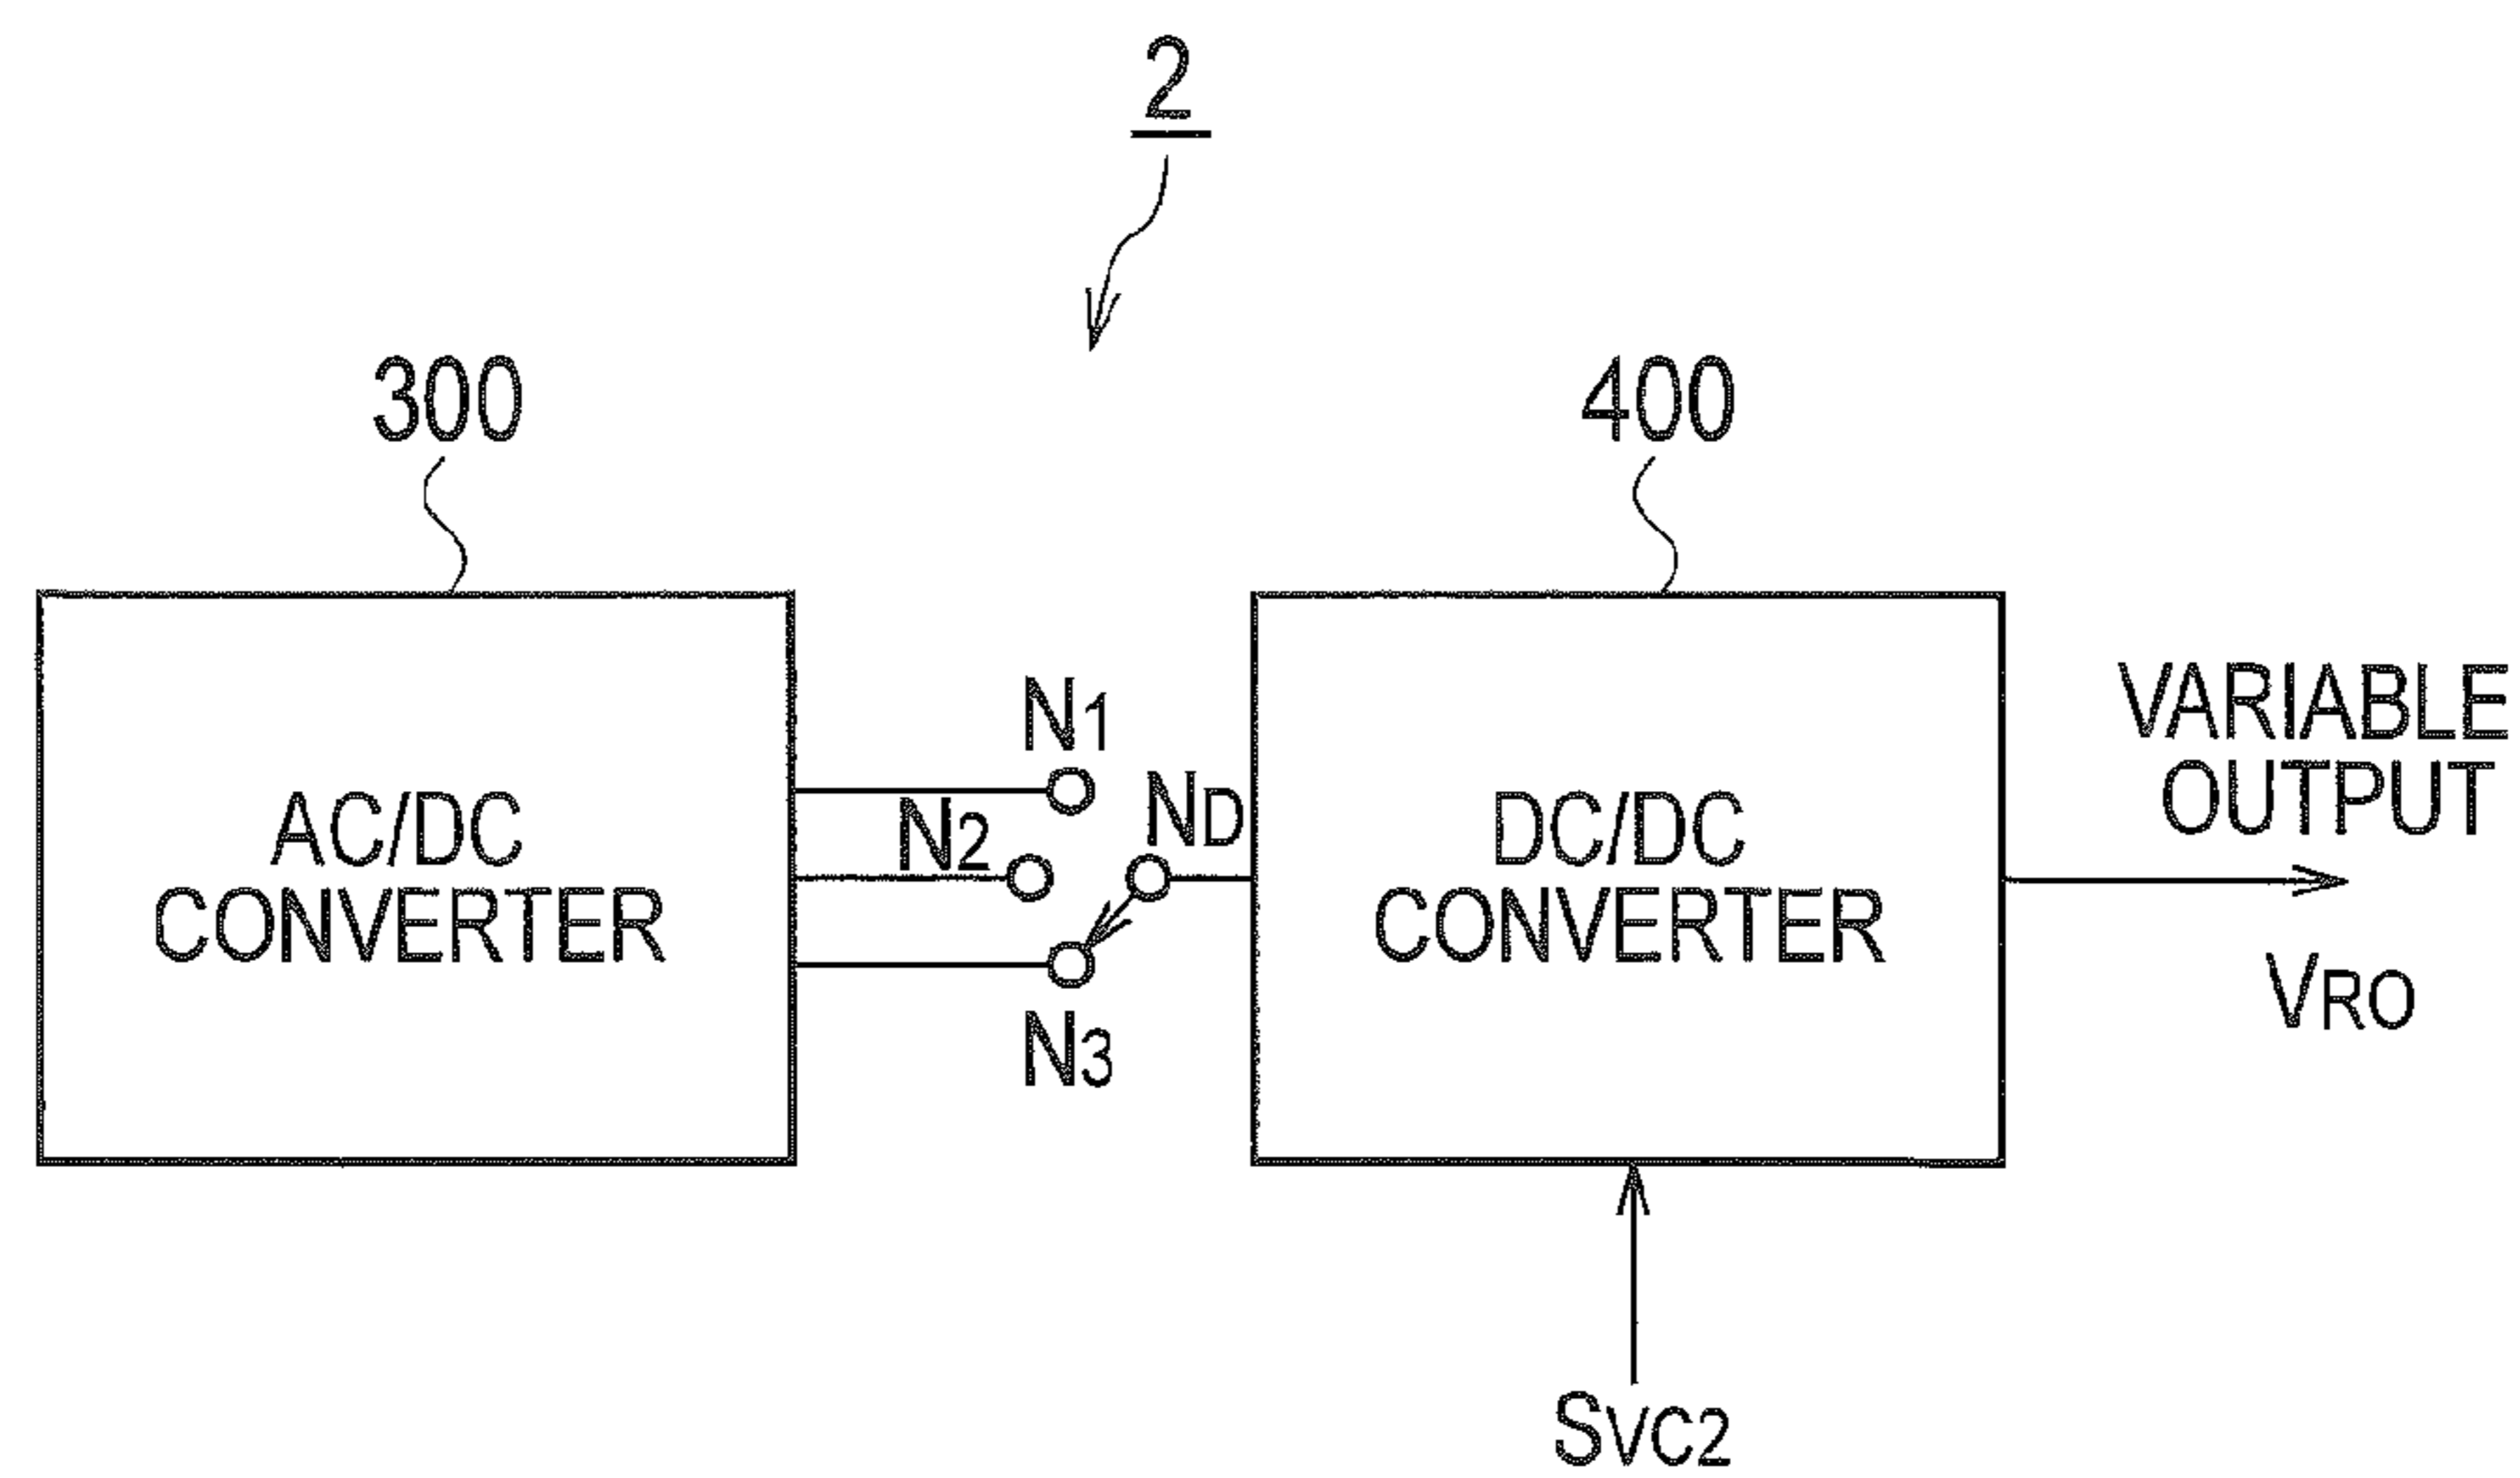 2
300
400
AC/DC
CONVERTER
N1
N2
ND
N3
DC/DC
CONVERTER
VARIABLE
OUTPUT
VRO
SVC2